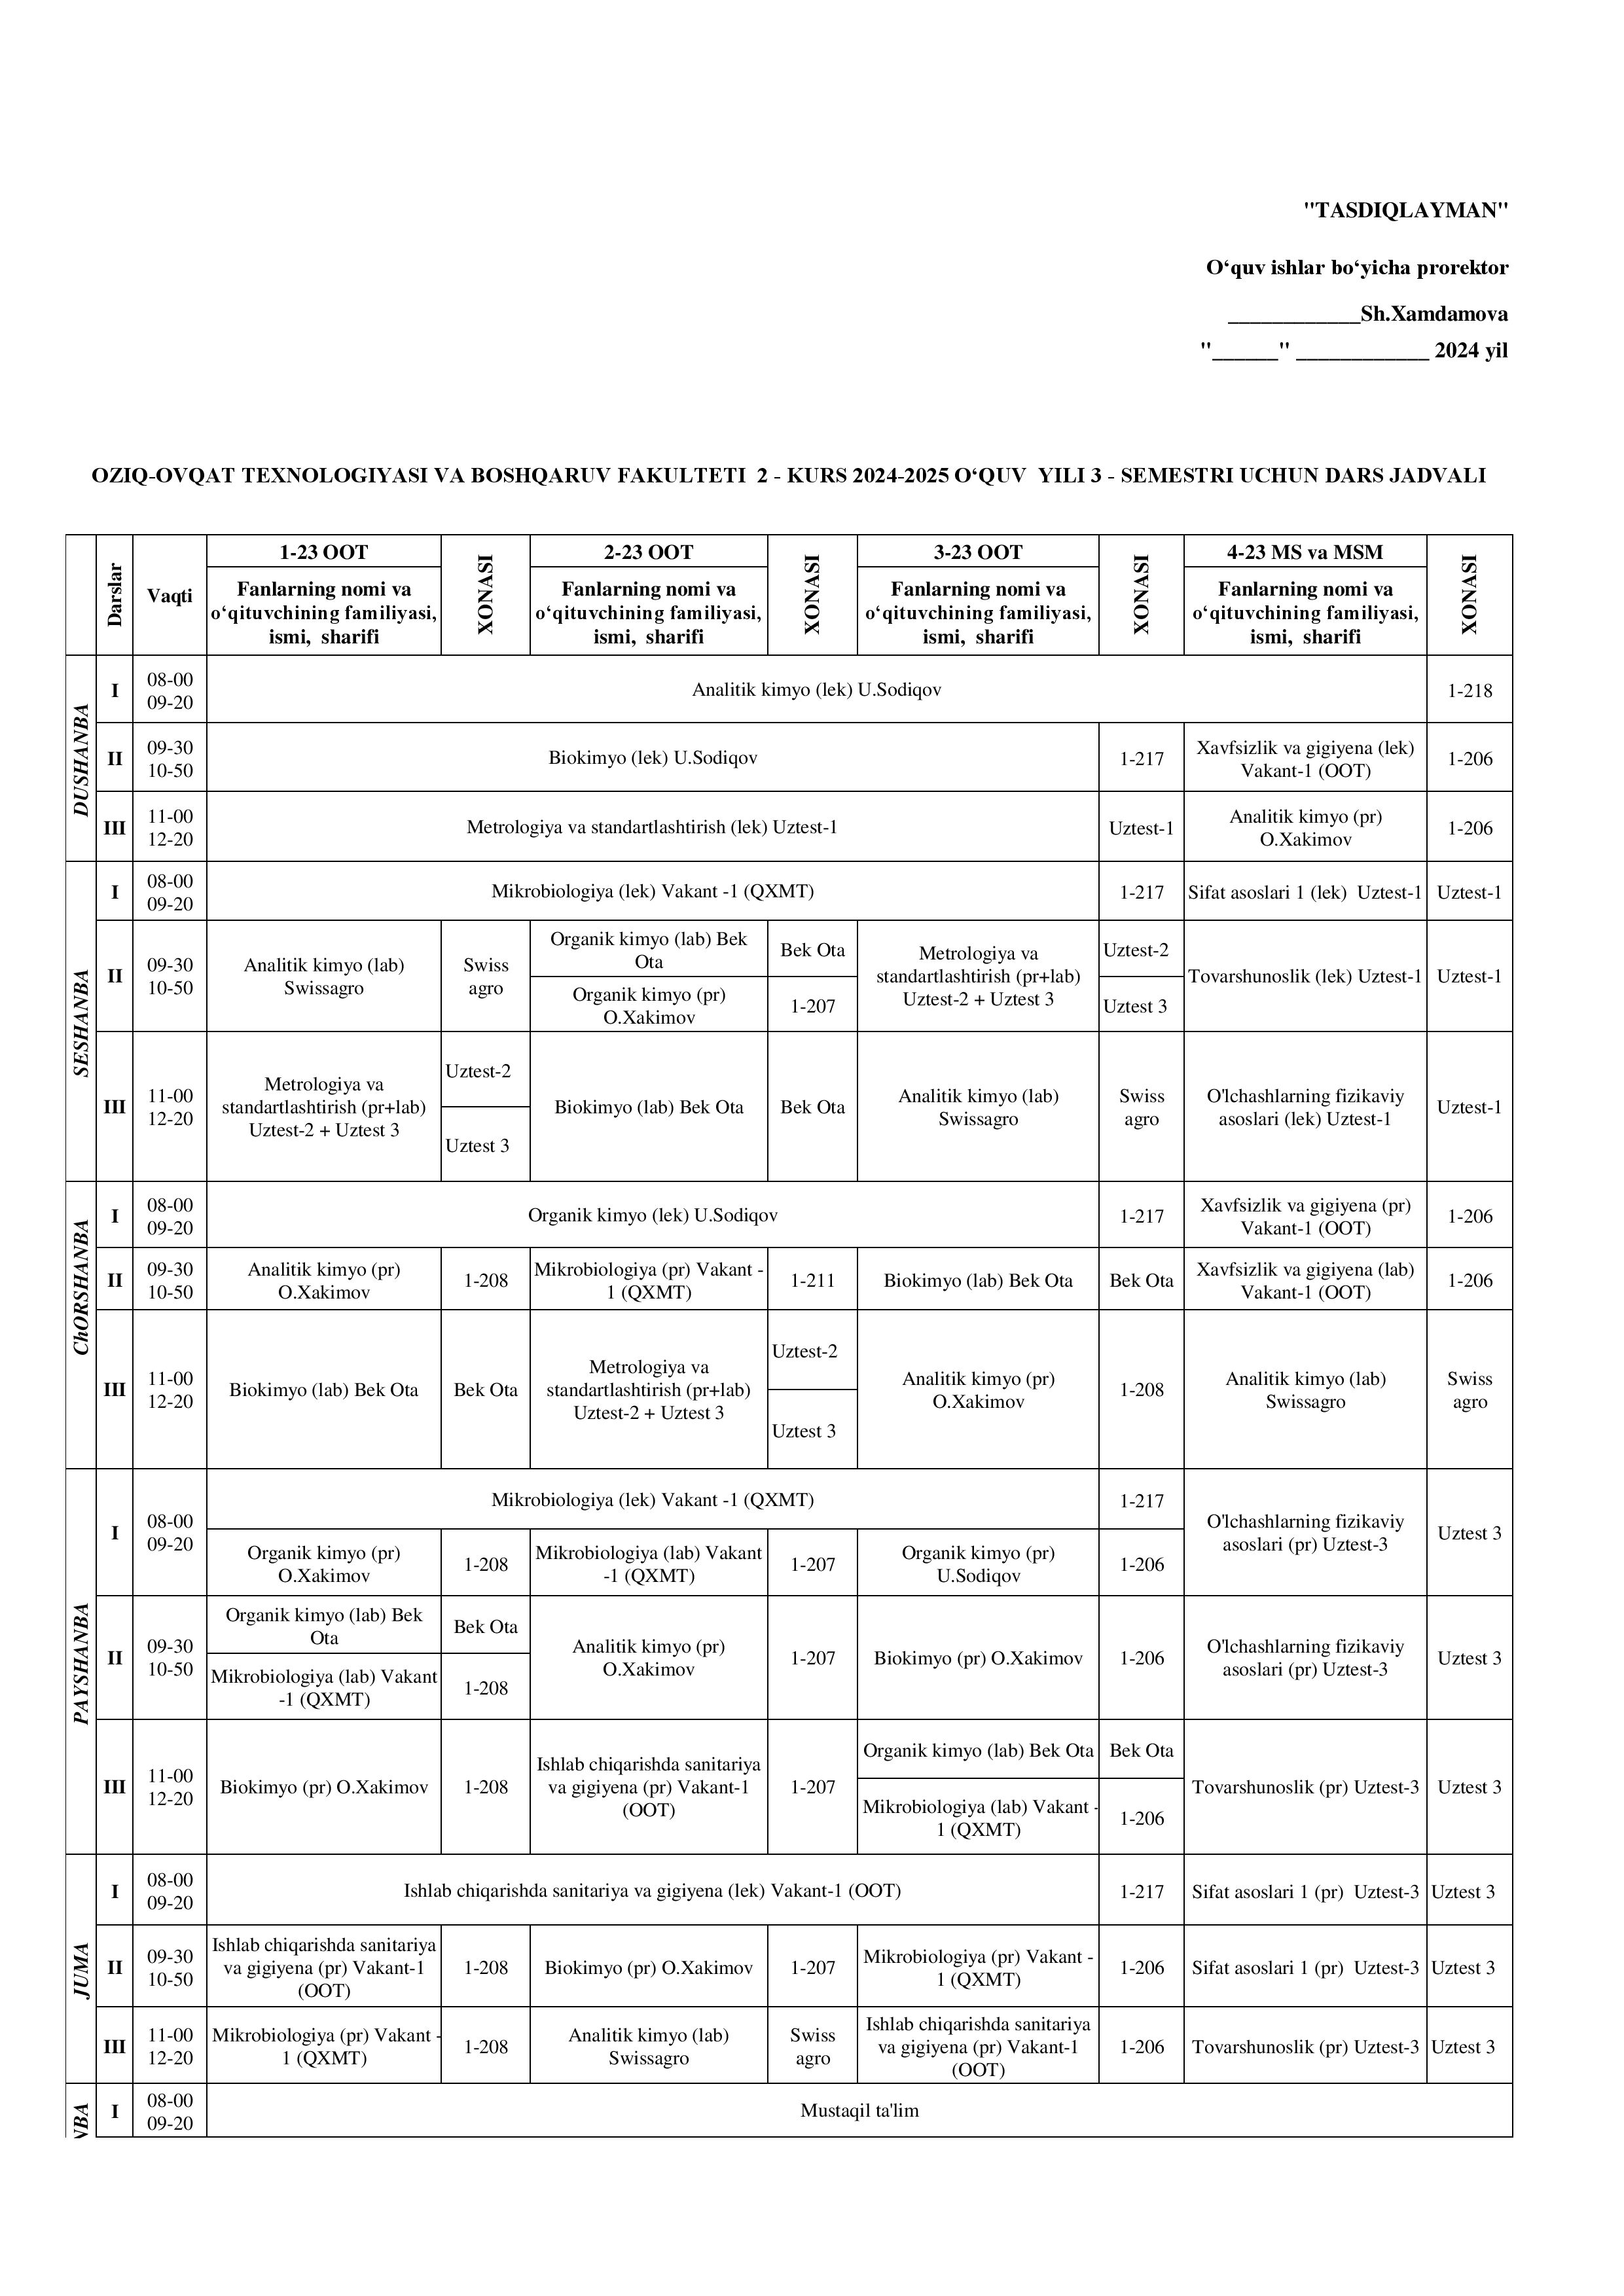 "TASDIQLAYMAN"
O‘quv ishlar bo‘yicha prorektor
____________Sh.Xamdamova
"______" ____________ 2024 yil
OZIQ-OVQAT TEXNOLOGIYASI VA BOSHQARUV FAKULTETI 2 - KURS 2024-2025 O‘QUV YILI 3 - SEMESTRI UCHUN DARS JADVALI
Darslar
Vaqti
1-23 OOT
Fanlarning nomi va
o‘qituvchining familiyasi,
ismi, sharifi
XONASI
2-23 OOT
Fanlarning nomi va
o‘qituvchining familiyasi,
ismi, sharifi
XONASI
3-23 OOT
Fanlarning nomi va
o‘qituvchining familiyasi,
ismi, sharifi
XONASI
4-23 MS va MSM
Fanlarning nomi va
o‘qituvchining familiyasi,
ismi, sharifi
XONASI
DUSHANBA
I
08-00
09-20
Analitik kimyo (lek) U.Sodiqov
1-218
II
09-30
10-50
Biokimyo (lek) U.Sodiqov
1-217
Xavfsizlik va gigiyena (lek)
Vakant-1 (OOT)
1-206
III
11-00
12-20
Metrologiya va standartlashtirish (lek) Uztest-1
Uztest-1
Analitik kimyo (pr)
O.Xakimov
1-206
SESHANBA
I
08-00
09-20
Mikrobiologiya (lek) Vakant -1 (QXMT)
1-217
Sifat asoslari 1 (lek) Uztest-1
Uztest-1
II
09-30
10-50
Analitik kimyo (lab)
Swissagro
Swiss
agro
Organik kimyo (lab) Bek
Ota
Bek Ota
Organik kimyo (pr)
O.Xakimov
1-207
Metrologiya va
standartlashtirish (pr+lab)
Uztest-2 + Uztest 3
Uztest-2
Uztest 3
Tovarshunoslik (lek) Uztest-1
Uztest-1
III
11-00
12-20
Metrologiya va
standartlashtirish (pr+lab)
Uztest-2 + Uztest 3
Uztest-2
Uztest 3
Biokimyo (lab) Bek Ota
Bek Ota
Analitik kimyo (lab)
Swissagro
Swiss
agro
O'lchashlarning fizikaviy
asoslari (lek) Uztest-1
Uztest-1
ChORSHANBA
I
08-00
09-20
Organik kimyo (lek) U.Sodiqov
1-217
Xavfsizlik va gigiyena (pr)
Vakant-1 (OOT)
1-206
II
09-30
10-50
Analitik kimyo (pr)
O.Xakimov
1-208
Mikrobiologiya (pr) Vakant -
1 (QXMT)
1-211
Biokimyo (lab) Bek Ota
Bek Ota
Xavfsizlik va gigiyena (lab)
Vakant-1 (OOT)
1-206
III
11-00
12-20
Biokimyo (lab) Bek Ota
Bek Ota
Metrologiya va
standartlashtirish (pr+lab)
Uztest-2 + Uztest 3
Uztest-2
Uztest 3
Analitik kimyo (pr)
O.Xakimov
1-208
Analitik kimyo (lab)
Swissagro
Swiss
agro
PAYSHANBA
I
08-00
09-20
Mikrobiologiya (lek) Vakant -1 (QXMT)
1-217
Organik kimyo (pr)
O.Xakimov
1-208
Mikrobiologiya (lab) Vakant
-1 (QXMT)
1-207
Organik kimyo (pr)
U.Sodiqov
1-206
O'lchashlarning fizikaviy
asoslari (pr) Uztest-3
Uztest 3
II
09-30
10-50
Organik kimyo (lab) Bek
Ota
Bek Ota
Mikrobiologiya (lab) Vakant
-1 (QXMT)
1-208
Analitik kimyo (pr)
O.Xakimov
1-207
Biokimyo (pr) O.Xakimov
1-206
O'lchashlarning fizikaviy
asoslari (pr) Uztest-3
Uztest 3
III
11-00
12-20
Biokimyo (pr) O.Xakimov
1-208
Ishlab chiqarishda sanitariya
va gigiyena (pr) Vakant-1
(OOT)
1-207
Organik kimyo (lab) Bek Ota
Bek Ota
Mikrobiologiya (lab) Vakant -
1 (QXMT)
1-206
Tovarshunoslik (pr) Uztest-3
Uztest 3
JUMA
I
08-00
09-20
Ishlab chiqarishda sanitariya va gigiyena (lek) Vakant-1 (OOT)
1-217
Sifat asoslari 1 (pr) Uztest-3
Uztest 3
II
09-30
10-50
Ishlab chiqarishda sanitariya
va gigiyena (pr) Vakant-1
(OOT)
1-208
Biokimyo (pr) O.Xakimov
1-207
Mikrobiologiya (pr) Vakant -
1 (QXMT)
1-206
Sifat asoslari 1 (pr) Uztest-3
Uztest 3
III
11-00
12-20
Mikrobiologiya (pr) Vakant -
1 (QXMT)
1-208
Analitik kimyo (lab)
Swissagro
Swiss
agro
Ishlab chiqarishda sanitariya
va gigiyena (pr) Vakant-1
(OOT)
1-206
Tovarshunoslik (pr) Uztest-3
Uztest 3
I
08-00
09-20
Mustaqil ta'lim